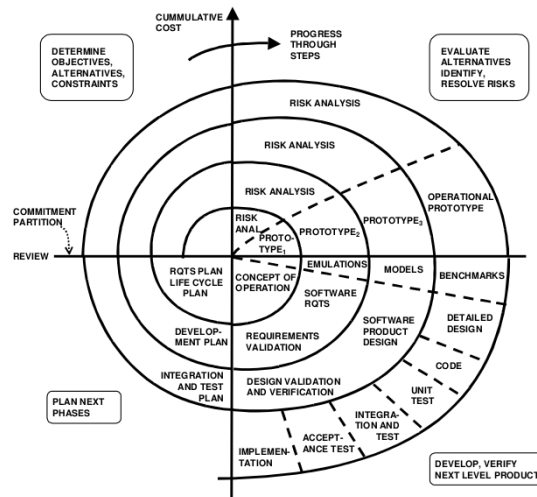 CUMMULATIVE
COST
PROGRESS
THROUGH
STEPS
DETERMINE
OBJECTIVES,
ALTERNATIVES,
CONSTRAINTS
EVALUATE
ALTERNATIVES
IDENTIFY,
RESOLVE RISKS
RISK ANALYSIS
RISK ANALYSIS
RISK ANALYSIS
RISK
ANAL.
PROTO-
TYPE1
PROTOTYPE2
PROTOTYPE3
OPERATIONAL
PROTOTYPE
COMMITMENT
PARTITION
REVIEW
RQTS PLAN
LIFE CYCLE
PLAN
CONCEPT OF
OPERATION
EMULATIONS
MODELS
BENCHMARKS
SOFTWARE
RQTS
SOFTWARE
PRODUCT
DESIGN
DETAILED
DESIGN
DEVELOP-
MENT PLAN
REQUIREMENTS
VALIDATION
CODE
UNIT
TEST
INTEGRATION
AND TEST
PLAN
DESIGN VALIDATION
AND VERIFICATION
INTEGRA-
TION AND
TEST
ACCEPT-
ANCE TEST
IMPLEMEN-
TATION
PLAN NEXT
PHASES
DEVELOP, VERIFY
NEXT LEVEL PRODUCT